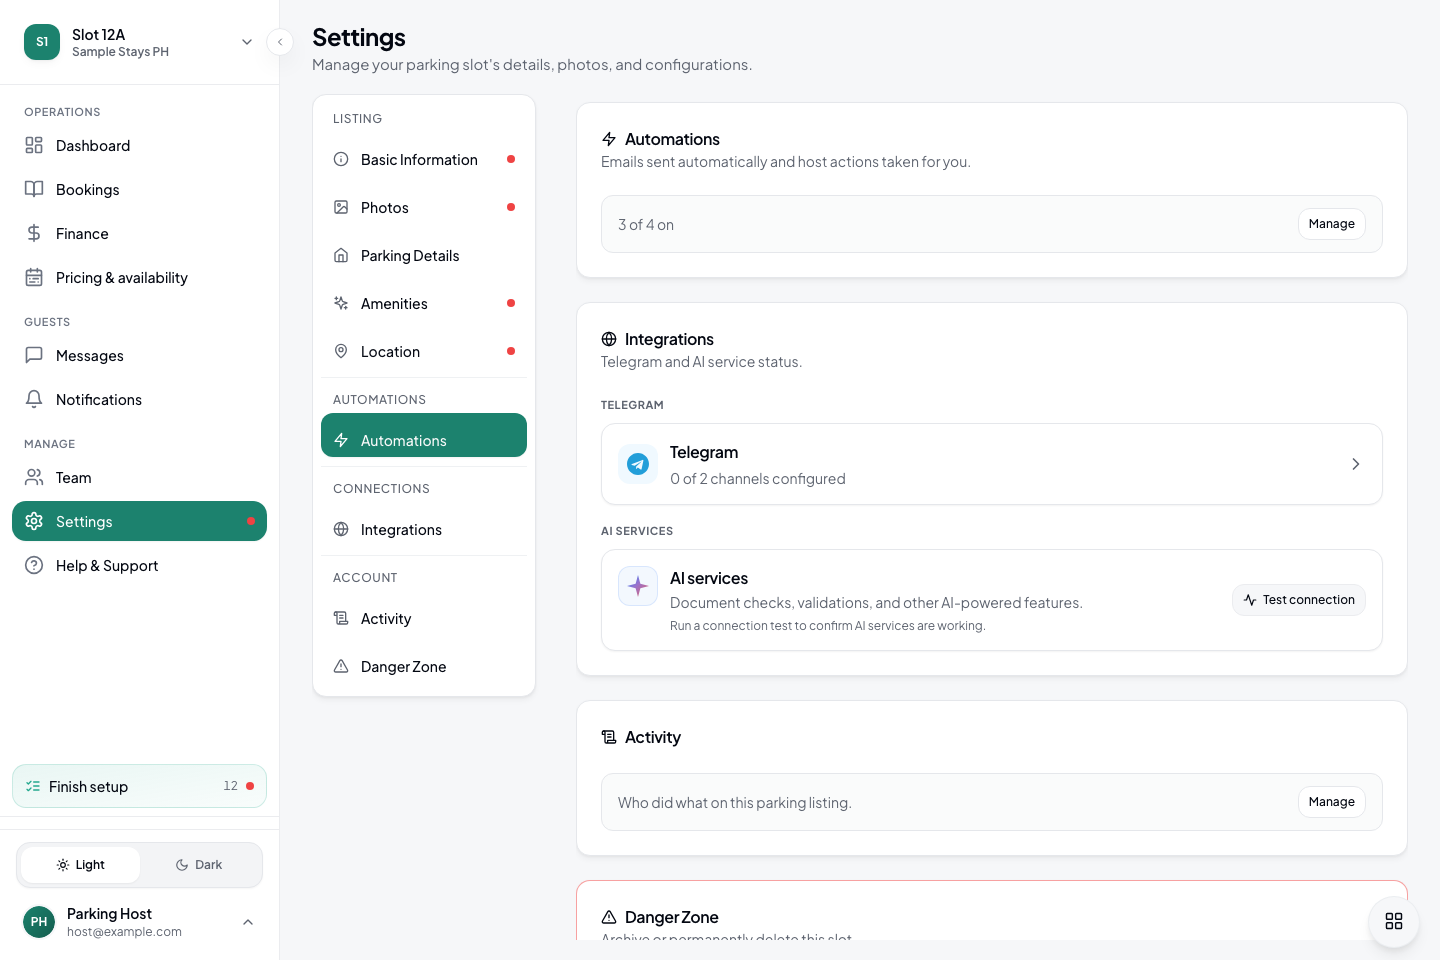 S1
Slot 12A
Sample Stays PH
OPERATIONS
Dashboard
Bookings
Finance
Pricing & availability
GUESTS
Messages
Notifications
MANAGE
Team
Settings
Help & Support
Finish setup
12
Light
Dark
PH
Parking Host
host@example.com
Settings
Manage your parking slot's details, photos, and configurations.
LISTING
Basic Information
Photos
Parking Details
Amenities
Location
AUTOMATIONS
Automations
CONNECTIONS
Integrations
ACCOUNT
Activity
Danger Zone
Automations
Emails sent automatically and host actions taken for you.
3 of 4 on
Manage
Integrations
Telegram and AI service status.
TELEGRAM
Telegram
0 of 2 channels configured
AI SERVICES
AI services
Document checks, validations, and other AI-powered features.
Run a connection test to confirm AI services are working.
Test connection
Activity
Who did what on this parking listing.
Manage
Danger Zone
Archive or permanently delete this slot.